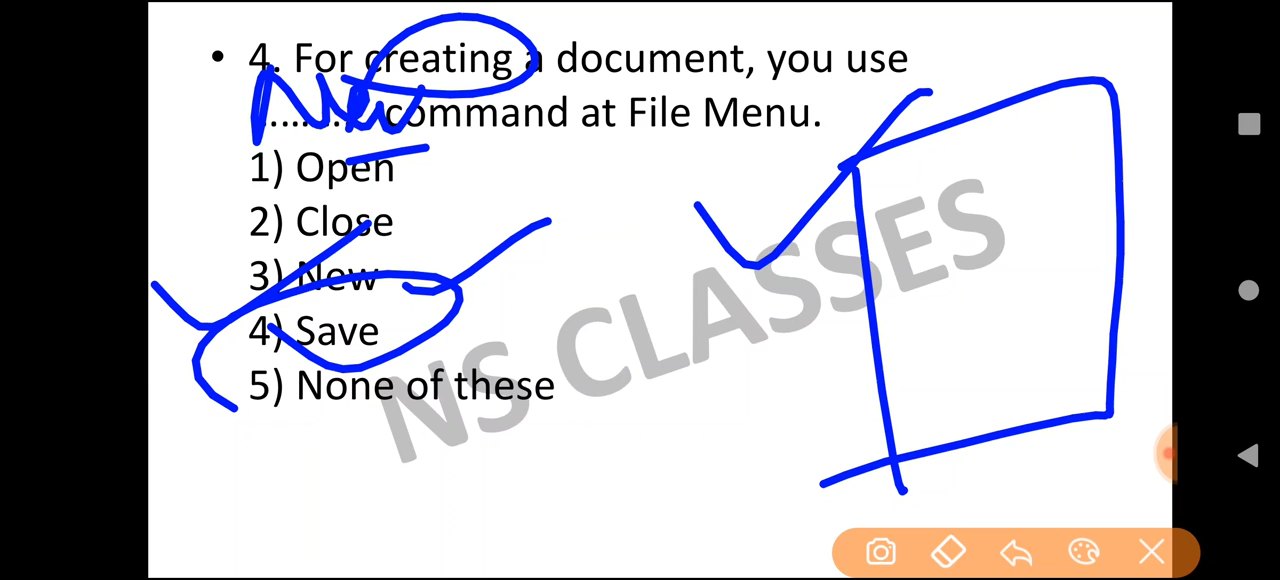 • 4. For creating a document, you use
New
......... command at File Menu.
1) Open
2) Close
3) New
4) Save
5) None of these
NS CLASSES